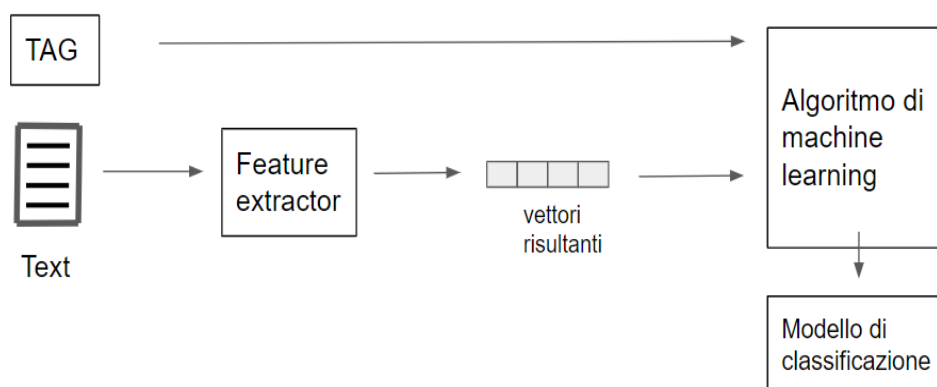 TAG
Text
Feature
extractor
vettori
risultanti
Algoritmo di
machine
learning
Modello di
classificazione